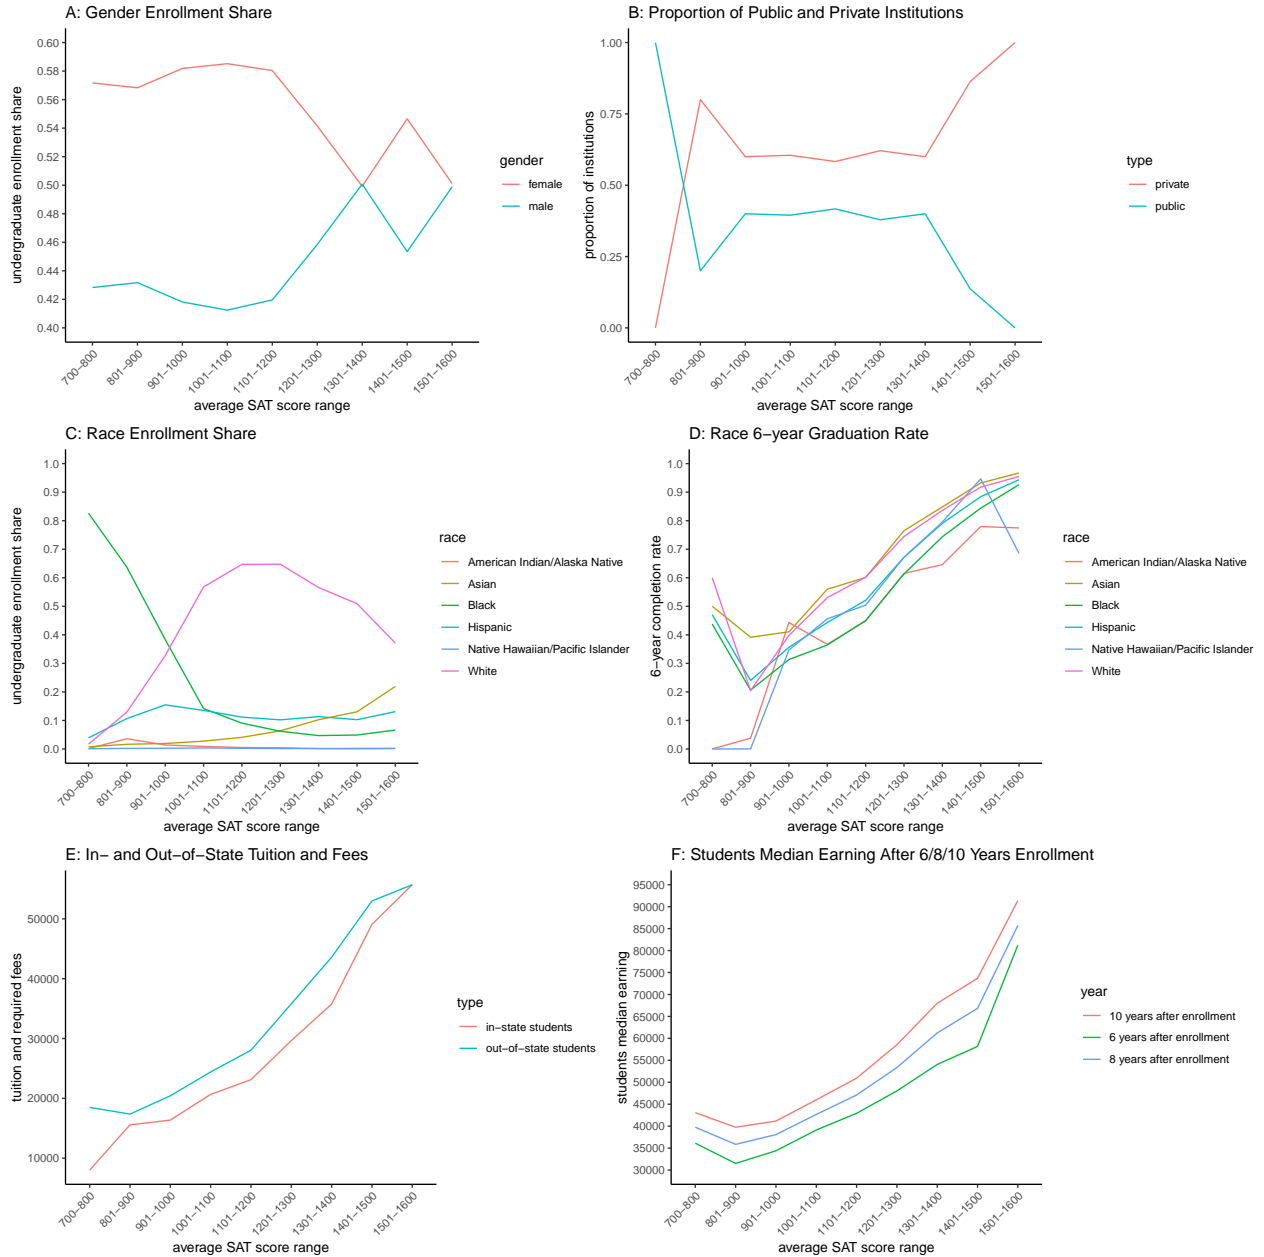 A: Gender Enrollment Share
undergraduate enrollment share
0.60
0.58
0.56
0.54
0.52
0.50
0.48
0.46
0.44
0.42
0.40
700−800
801−900
901−1000
1001−1100
1101−1200
1201−1300
1301−1400
1401−1500
1501−1600
average SAT score range
gender
female
male
B: Proportion of Public and Private Institutions
proportion of institutions
1.00
0.75
0.50
0.25
0.00
700−800
801−900
901−1000
1001−1100
1101−1200
1201−1300
1301−1400
1401−1500
1501−1600
average SAT score range
type
private
public
C: Race Enrollment Share
undergraduate enrollment share
1.0
0.9
0.8
0.7
0.6
0.5
0.4
0.3
0.2
0.1
0.0
700−800
801−900
901−1000
1001−1100
1101−1200
1201−1300
1301−1400
1401−1500
1501−1600
average SAT score range
race
American Indian/Alaska Native
Asian
Black
Hispanic
Native Hawaiian/Pacific Islander
White
D: Race 6−year Graduation Rate
6−year completion rate
1.0
0.9
0.8
0.7
0.6
0.5
0.4
0.3
0.2
0.1
0.0
700−800
801−900
901−1000
1001−1100
1101−1200
1201−1300
1301−1400
1401−1500
1501−1600
average SAT score range
race
American Indian/Alaska Native
Asian
Black
Hispanic
Native Hawaiian/Pacific Islander
White
E: In− and Out−of−State Tuition and Fees
tuition and required fees
50000
40000
30000
20000
10000
700−800
801−900
901−1000
1001−1100
1101−1200
1201−1300
1301−1400
1401−1500
1501−1600
average SAT score range
type
in−state students
out−of−state students
F: Students Median Earning After 6/8/10 Years Enrollment
students median earning
95000
90000
85000
80000
75000
70000
65000
60000
55000
50000
45000
40000
35000
30000
700−800
801−900
901−1000
1001−1100
1101−1200
1201−1300
1301−1400
1401−1500
1501−1600
average SAT score range
year
10 years after enrollment
6 years after enrollment
8 years after enrollment